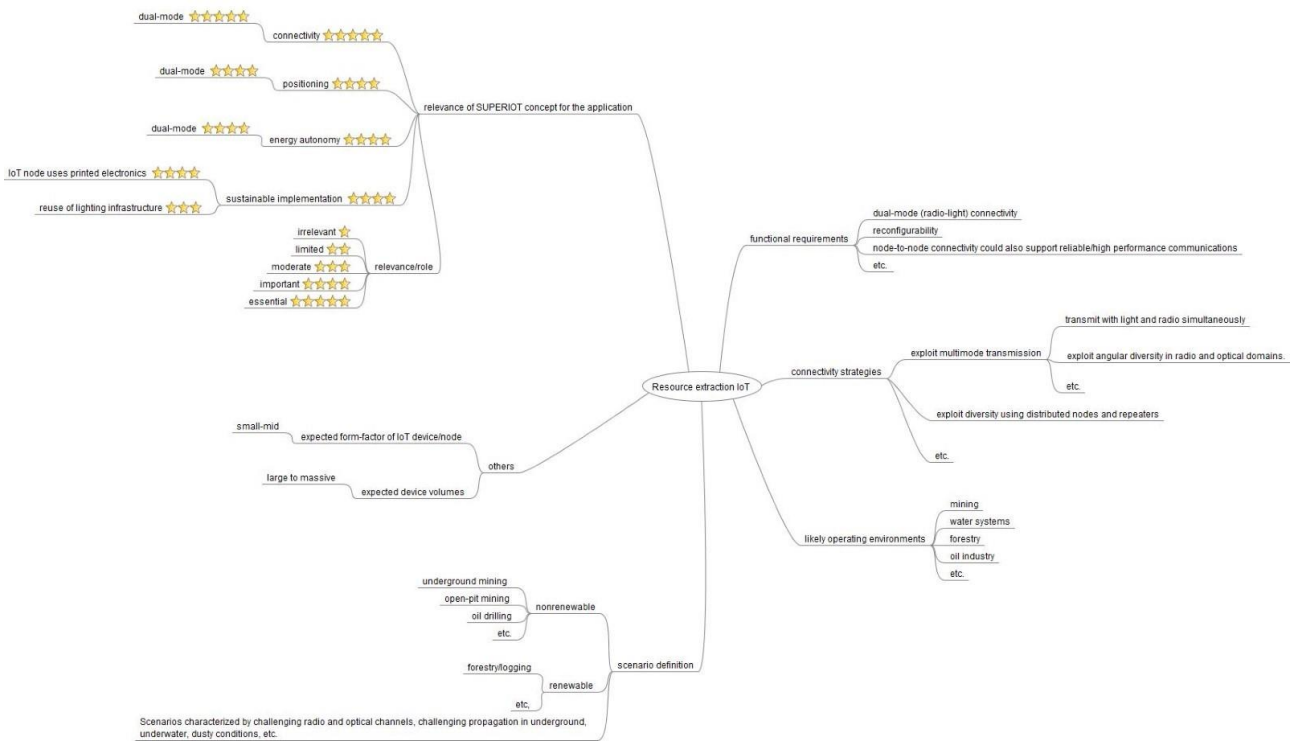 dual-mode
connectivity
dual-mode
positioning
relevance of SUPERIOT concept for the application
dual-mode
energy autonomy
IoT node uses printed electronics
sustainable implementation
reuse of lighting infrastructure
irrelevant
limited
moderate
relevance/role
important
essential
functional requirements
dual-mode (radio-light) connectivity
reconfigurability
node-to-node connectivity could also support reliable/high performance communications
etc.
transmit with light and radio simultaneously
exploit multimode transmission
exploit angular diversity in radio and optical domains.
etc.
connectivity strategies
exploit diversity using distributed nodes and repeaters
etc.
Resource extraction IoT
small-mid
expected form-factor of IoT device/node
others
large to massive
expected device volumes
mining
water systems
likely operating environments
forestry
oil industry
etc.
underground mining
open-pit mining
nonrenewable
oil drilling
etc.
scenario definition
forestry/logging
renewable
etc,
Scenarios characterized by challenging radio and optical channels, challenging propagation in underground,
underwater, dusty conditions, etc.